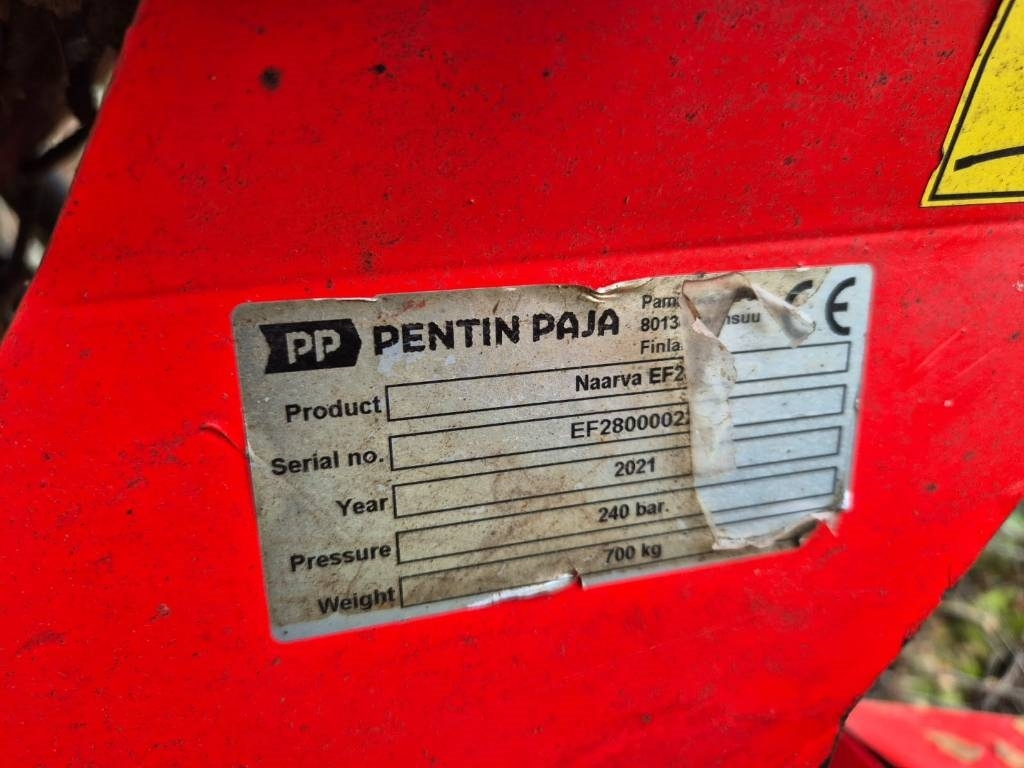 PP PENTIN PAJA
Pam
8013 nsuu
Finla
CE
Product Naarva EF2
Serial no. EF2800002
Year 2021
Pressure 240 bar.
Weight 700 kg